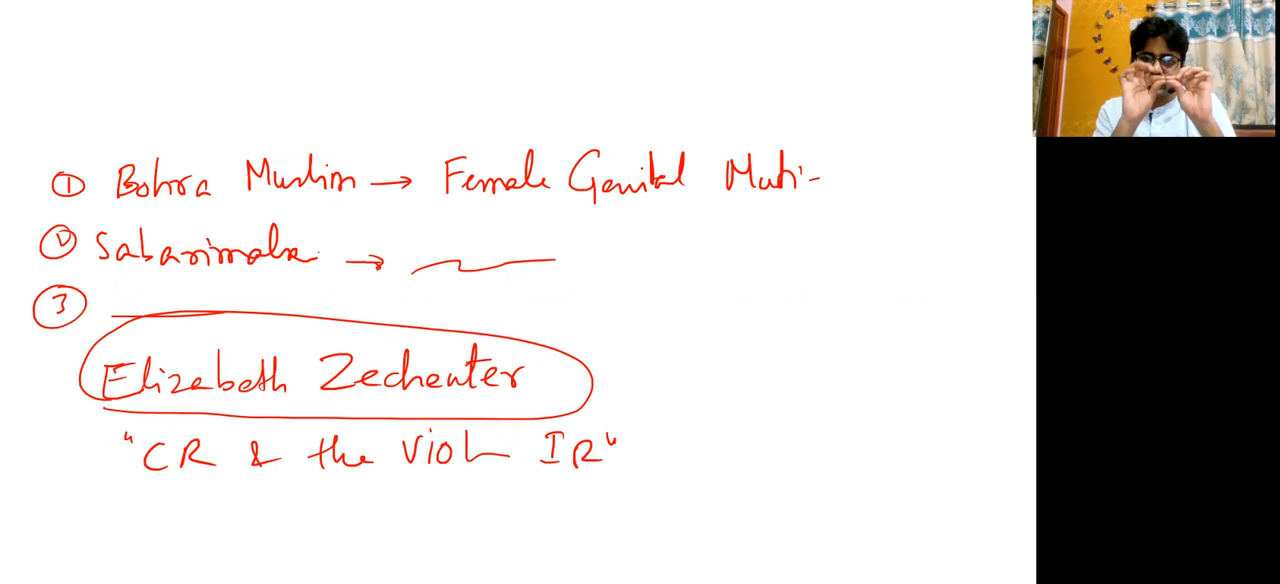 ① Bohra Muslim → Female Genital Muti-
② Sabarimala →
③
Elizabeth Zechenter
"CR & the Viol IR"